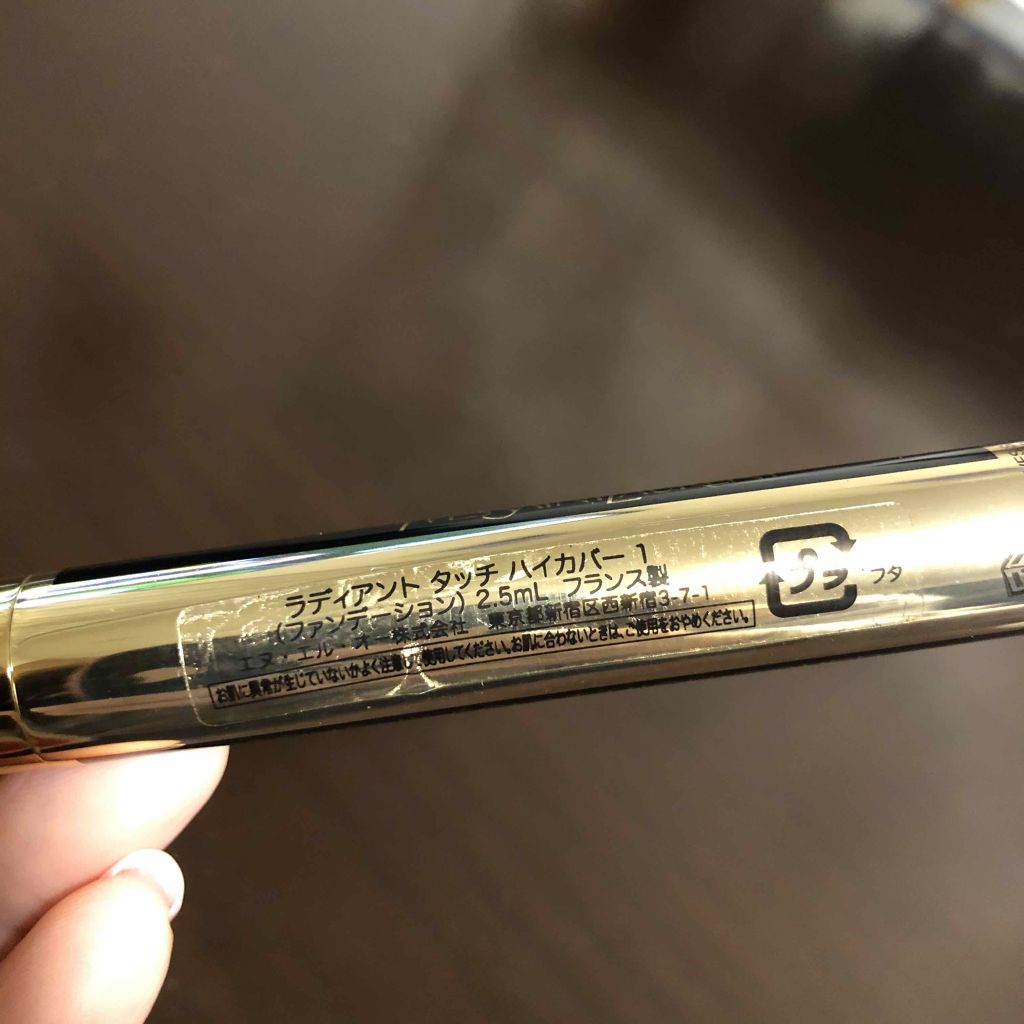 ラディアント タッチ ハイカバー 1
(ファンデーション) 2.5mL フランス製
エヌ・エル・オー株式会社 東京都新宿区西新宿3-7-1
お肌に異常が生じていないかよく注意して使用してください。お肌に合わないときは、ご使用をおやめください。
プラ
フタ